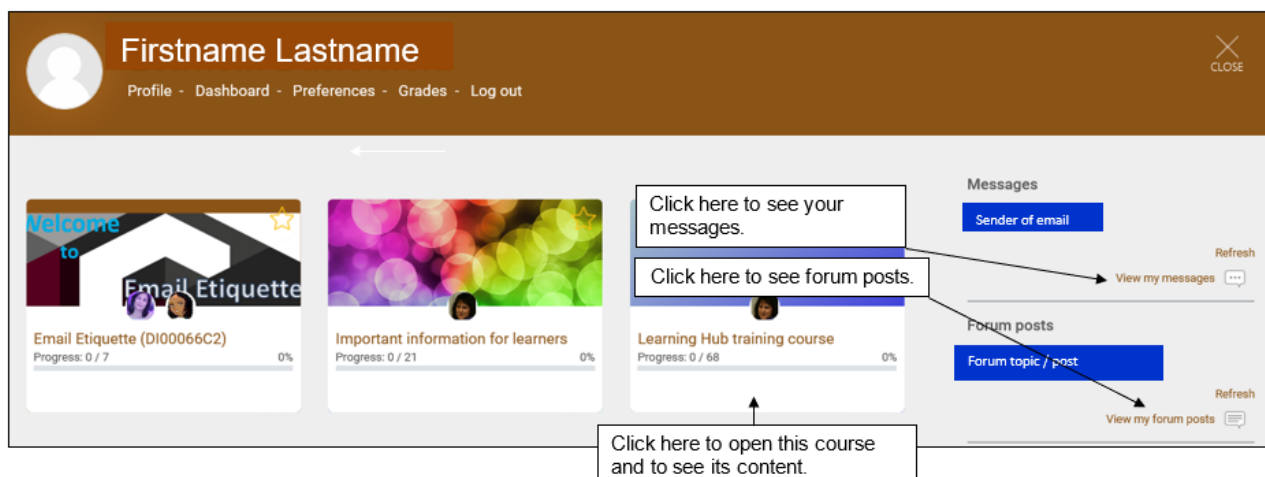 Firstname Lastname
CLOSE
Profile - Dashboard - Preferences - Grades - Log out
Welcome
to
Email Etiquette
Email Etiquette (DI00066C2)
Progress: 0 / 7 0%
Important information for learners
Progress: 0 / 21 0%
Learning Hub training course
Progress: 0 / 68 0%
Click here to see your
messages.
Click here to see forum posts.
Click here to open this course
and to see its content.
Messages
Sender of email
Refresh
View my messages
Forum posts
Forum topic / post
Refresh
View my forum posts